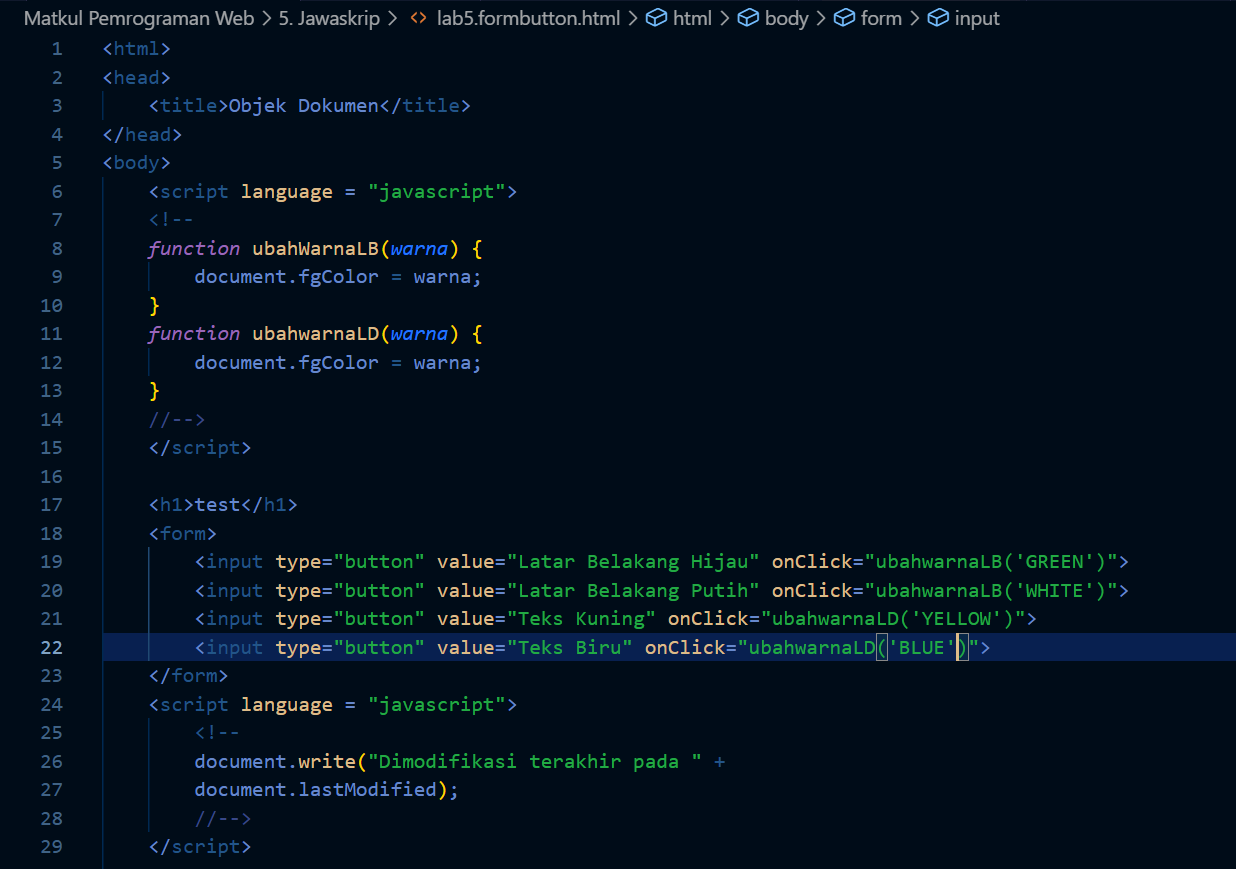 Matkul Pemrograman Web > 5. Jawaskrip > <> lab5.formbutton.html > html > body > form > input
1 <html>
2 <head>
3     <title>Objek Dokumen</title>
4 </head>
5 <body>
6     <script language = "javascript">
7     <!--
8     function ubahWarnaLB(warna) {
9         document.fgColor = warna;
10     }
11     function ubahwarnaLD(warna) {
12         document.fgColor = warna;
13     }
14     //-->
15     </script>
16
17     <h1>test</h1>
18     <form>
19         <input type="button" value="Latar Belakang Hijau" onClick="ubahwarnaLB('GREEN')">
20         <input type="button" value="Latar Belakang Putih" onClick="ubahwarnaLB('WHITE')">
21         <input type="button" value="Teks Kuning" onClick="ubahwarnaLD('YELLOW')">
22         <input type="button" value="Teks Biru" onClick="ubahwarnaLD('BLUE')">
23     </form>
24     <script language = "javascript">
25         <!--
26         document.write("Dimodifikasi terakhir pada " +
27         document.lastModified);
28         //-->
29     </script>